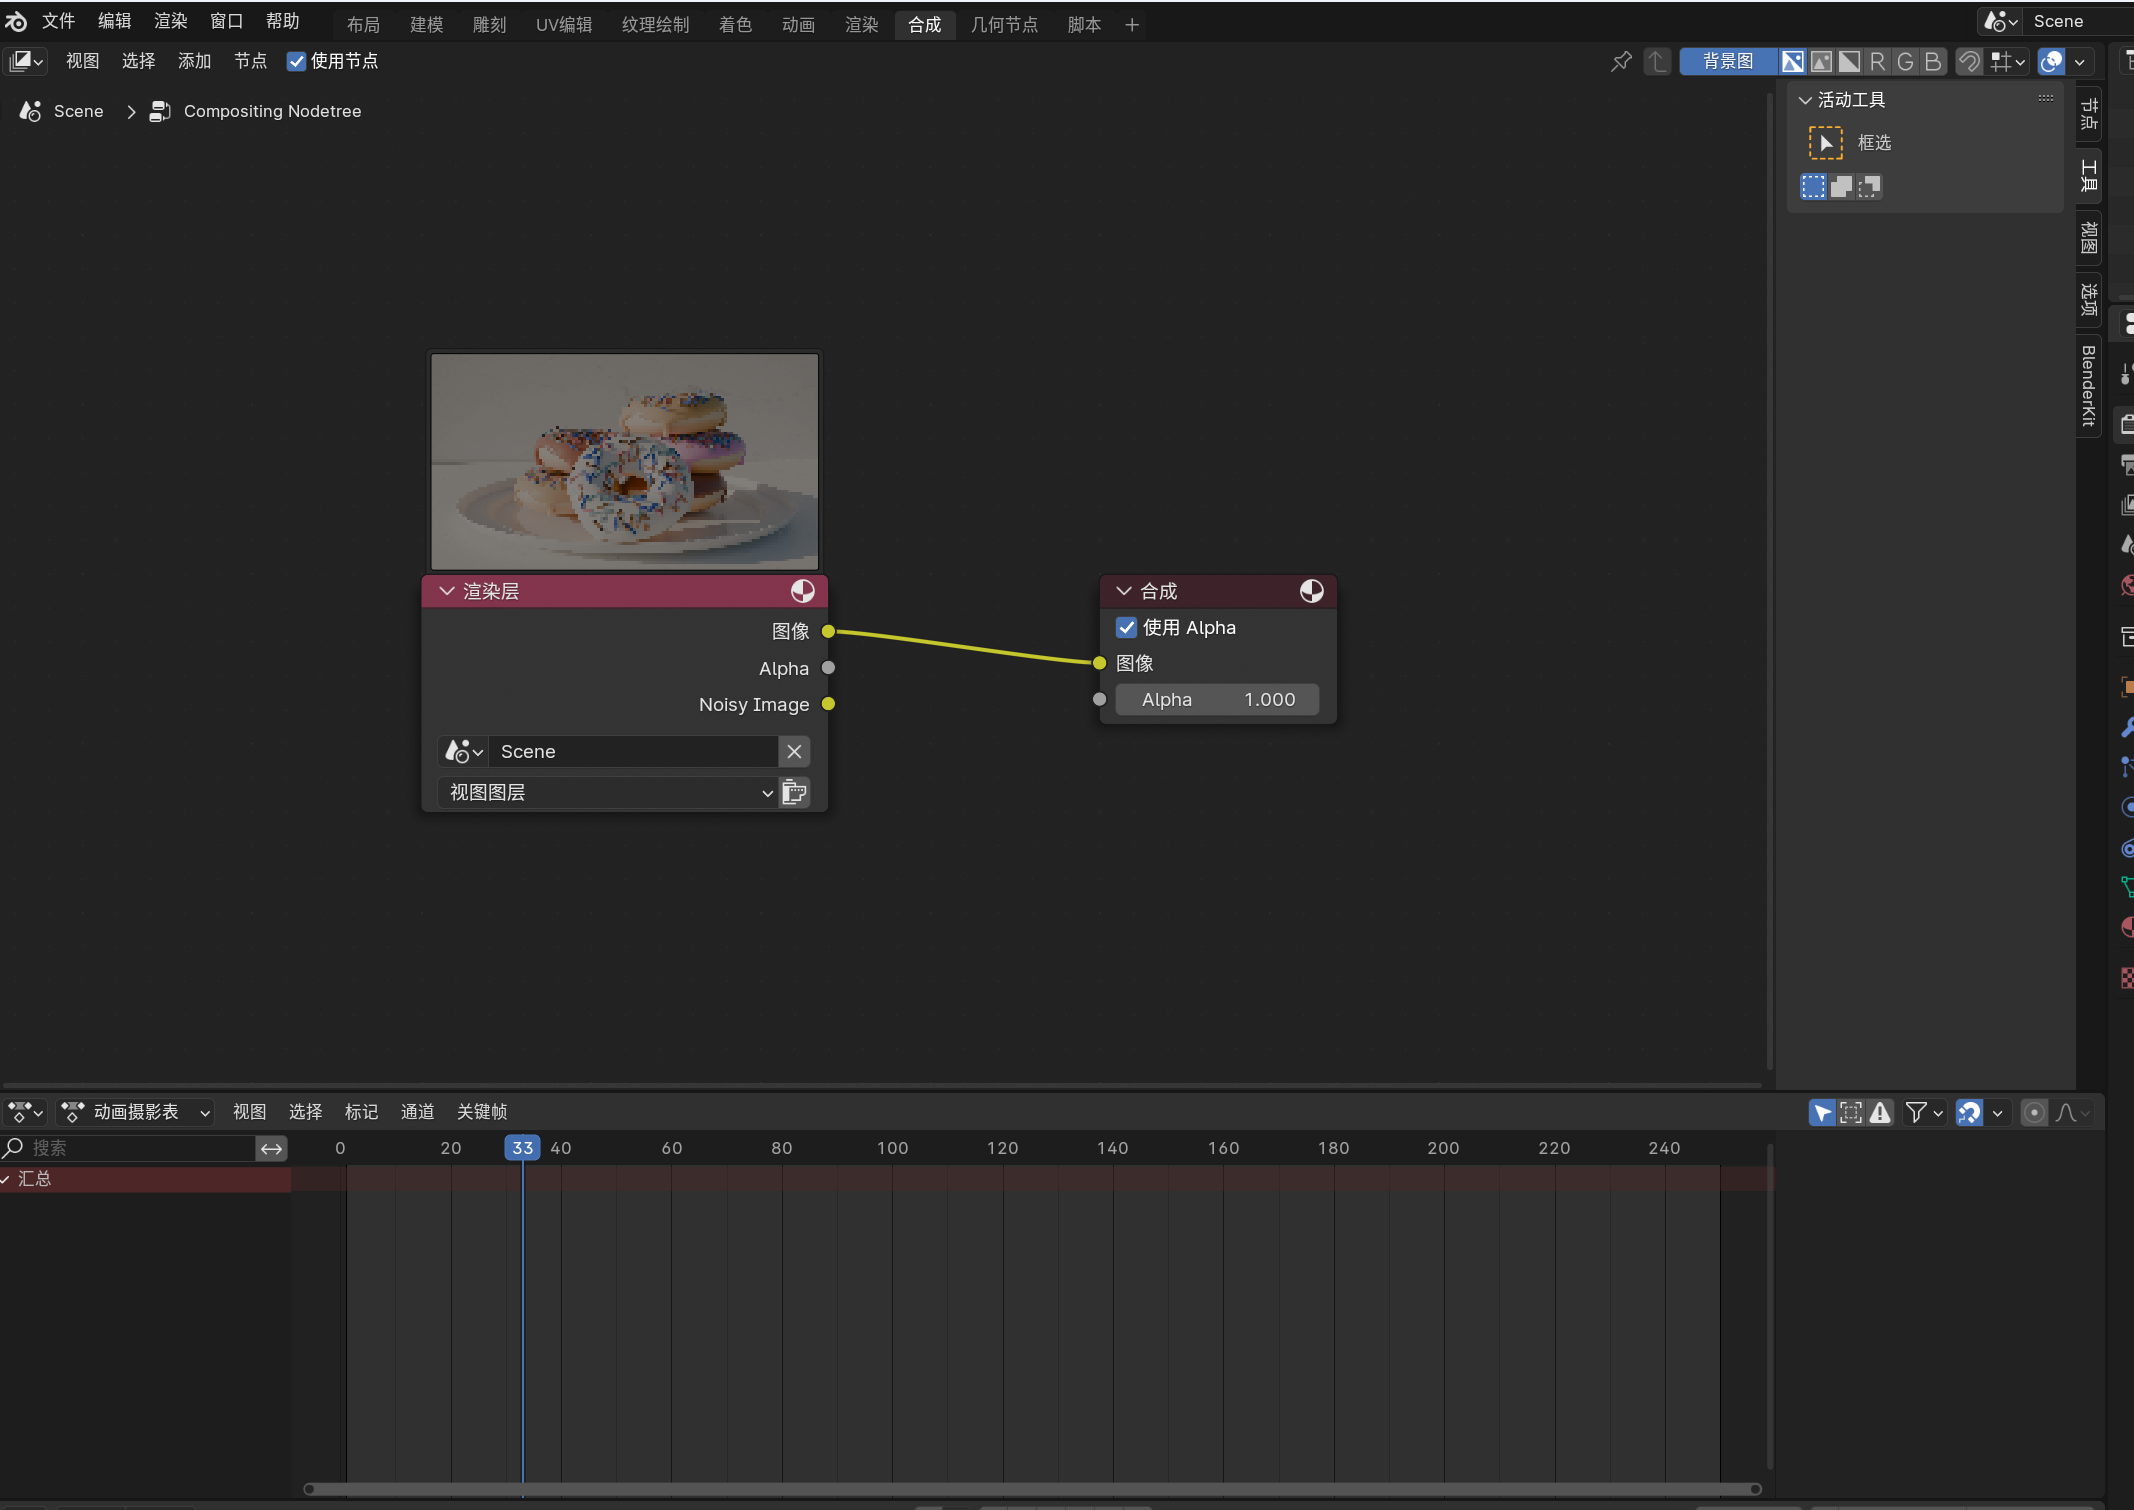 文件 编辑 渲染 窗口 帮助 布局 建模 雕刻 UV编辑 纹理绘制 着色 动画 渲染 合成 几何节点 脚本 + Scene
视图 选择 添加 节点 使用节点 背景图 R G B
Scene > Compositing Nodetree
活动工具
框选
节点
工具
视图
选项
BlenderKit
渲染层
图像
Alpha
Noisy Image
Scene
视图图层
合成
使用 Alpha
图像
Alpha 1.000
动画摄影表 视图 选择 标记 通道 关键帧
搜索 0 20 33 40 60 80 100 120 140 160 180 200 220 240
汇总